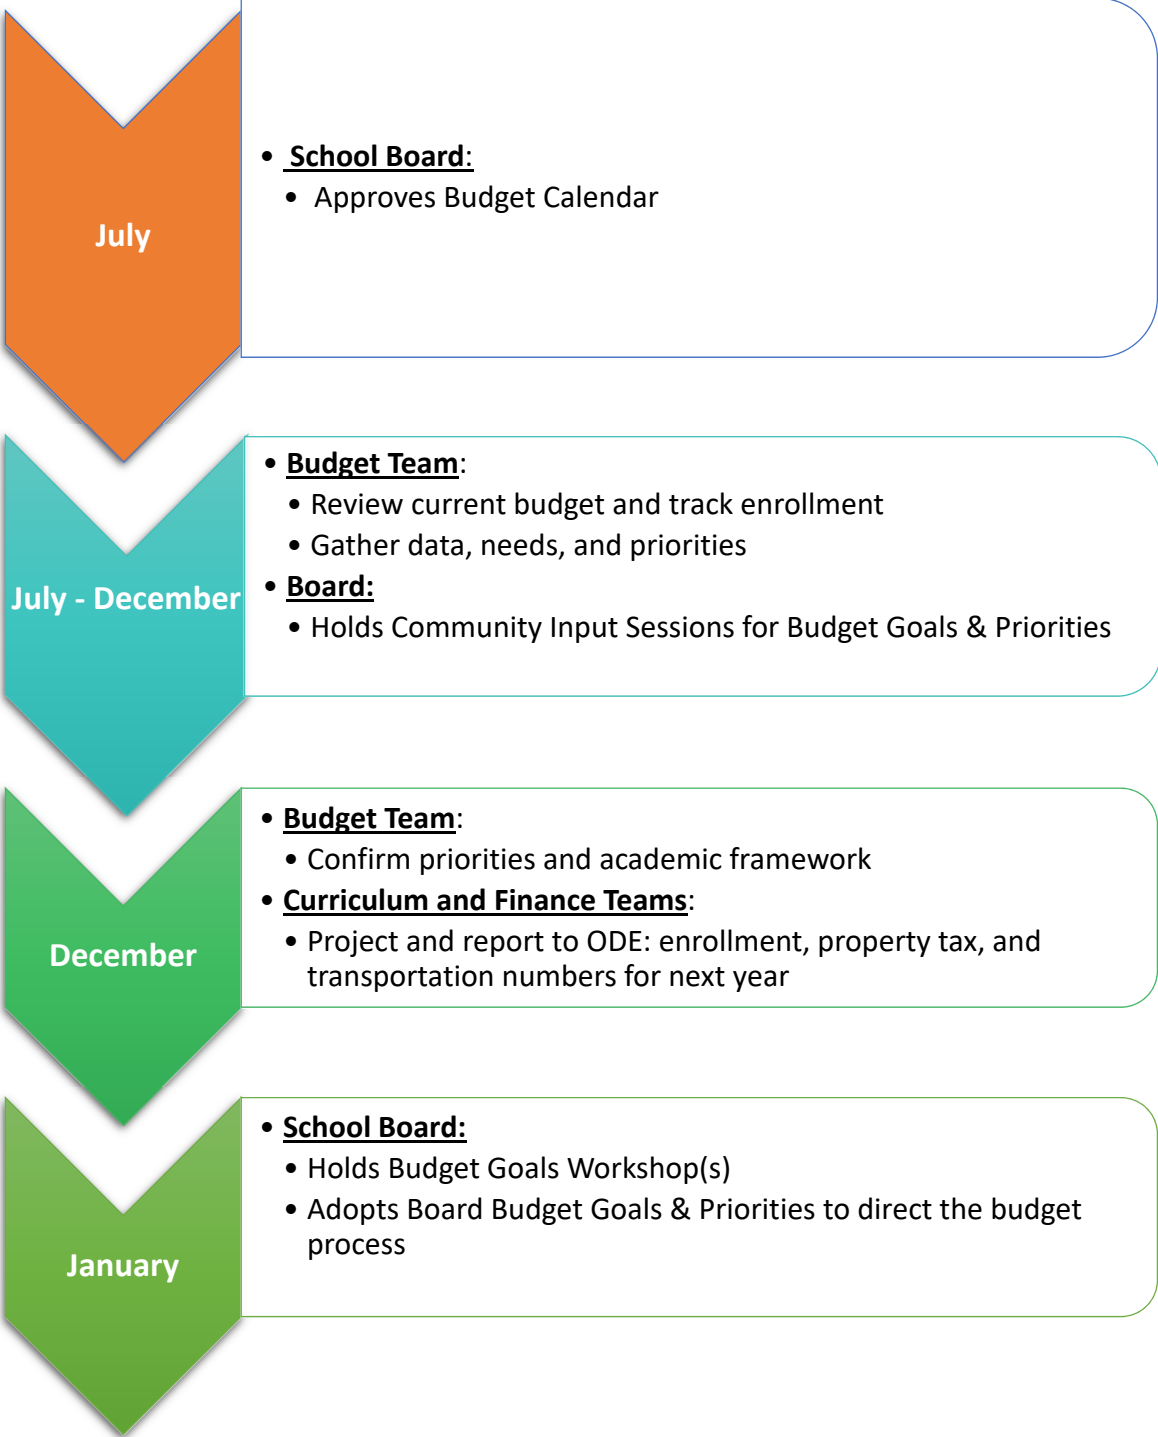 July
• School Board:
• Approves Budget Calendar
July - December
• Budget Team:
• Review current budget and track enrollment
• Gather data, needs, and priorities
• Board:
• Holds Community Input Sessions for Budget Goals & Priorities
December
• Budget Team:
• Confirm priorities and academic framework
• Curriculum and Finance Teams:
• Project and report to ODE: enrollment, property tax, and
transportation numbers for next year
January
• School Board:
• Holds Budget Goals Workshop(s)
• Adopts Board Budget Goals & Priorities to direct the budget
process